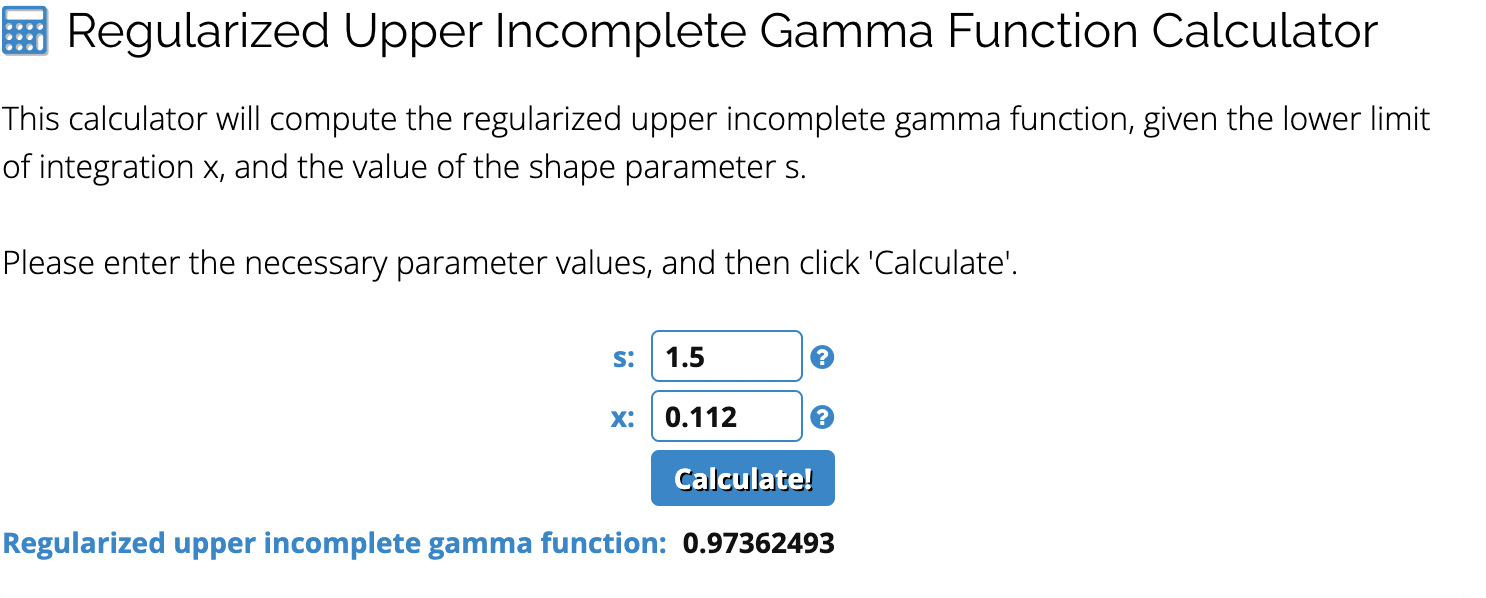 Regularized Upper Incomplete Gamma Function Calculator
This calculator will compute the regularized upper incomplete gamma function, given the lower limit
of integration x, and the value of the shape parameter s.
Please enter the necessary parameter values, and then click 'Calculate'.
s: 1.5 ?
x: 0.112 ?
Calculate!
Regularized upper incomplete gamma function: 0.97362493